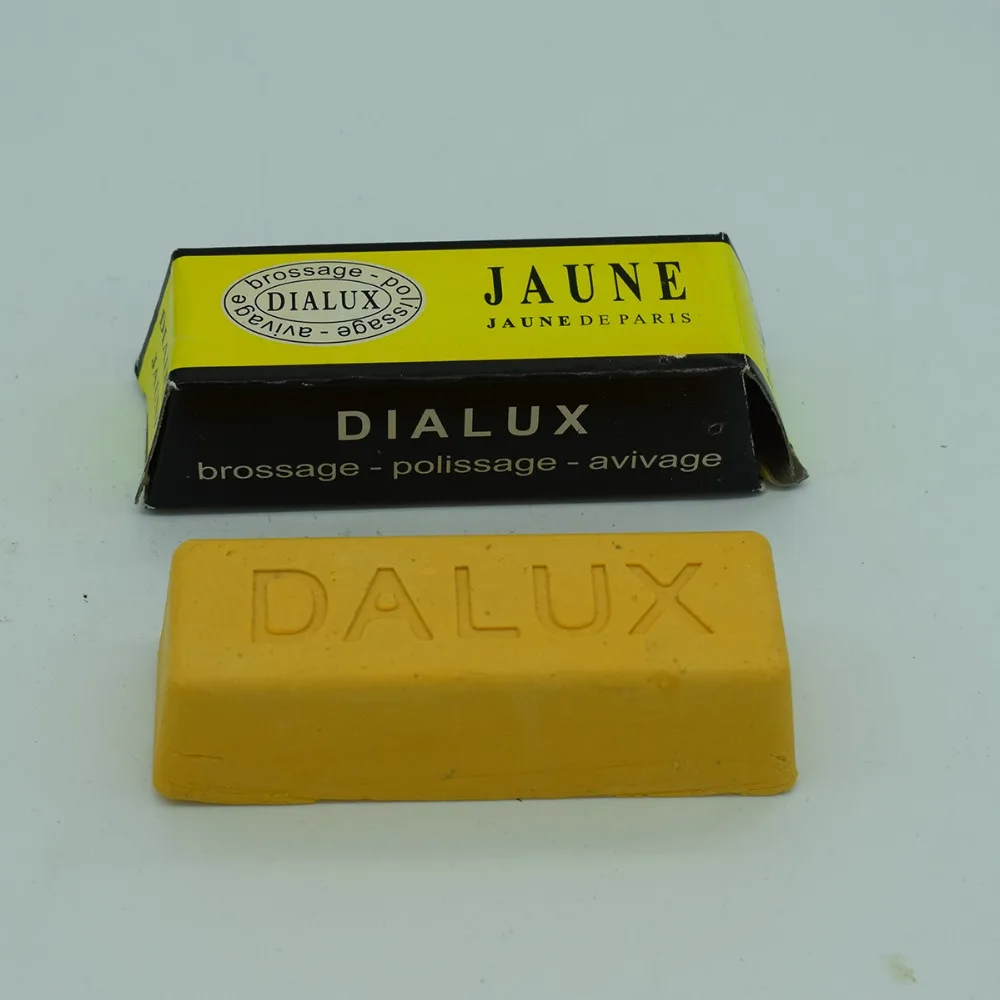 brossage - polissage - avivage -
DIALUX
JAUNE
JAUNE DE PARIS
DIALUX
brossage - polissage - avivage
DALUX